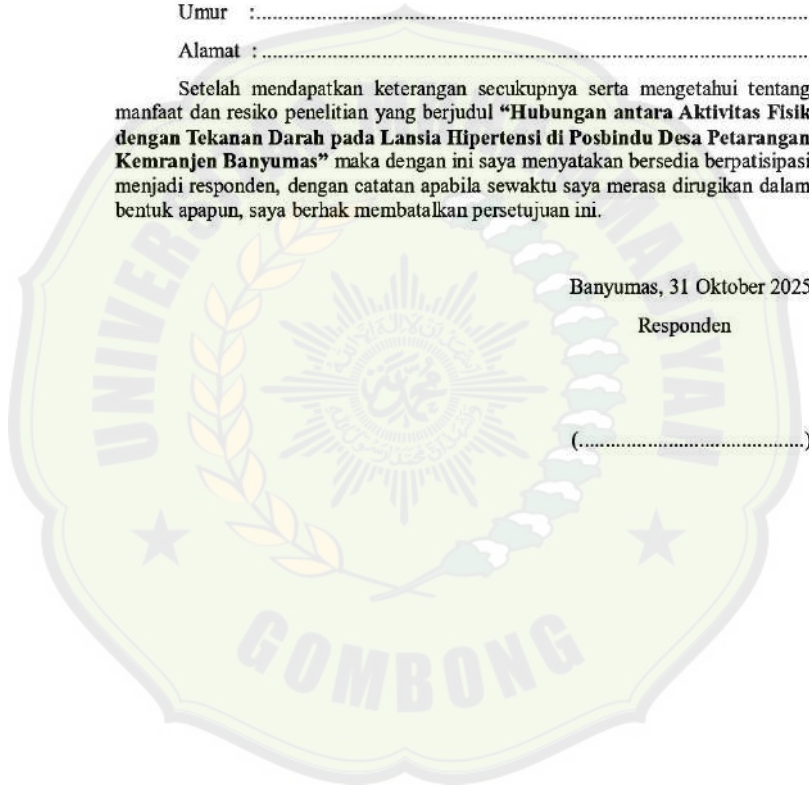 Umur :.....................................................................................................
Alamat :....................................................................................................
Setelah mendapatkan keterangan secukupnya serta mengetahui tentang
manfaat dan resiko penelitian yang berjudul “Hubungan antara Aktivitas Fisik
dengan Tekanan Darah pada Lansia Hipertensi di Posbindu Desa Petarangan
Kemranjen Banyumas” maka dengan ini saya menyatakan bersedia berpatisipasi
menjadi responden, dengan catatan apabila sewaktu saya merasa dirugikan dalam
bentuk apapun, saya berhak membatalkan persetujuan ini.
Banyumas, 31 Oktober 2025
Responden
(........................................)
GOMBONG